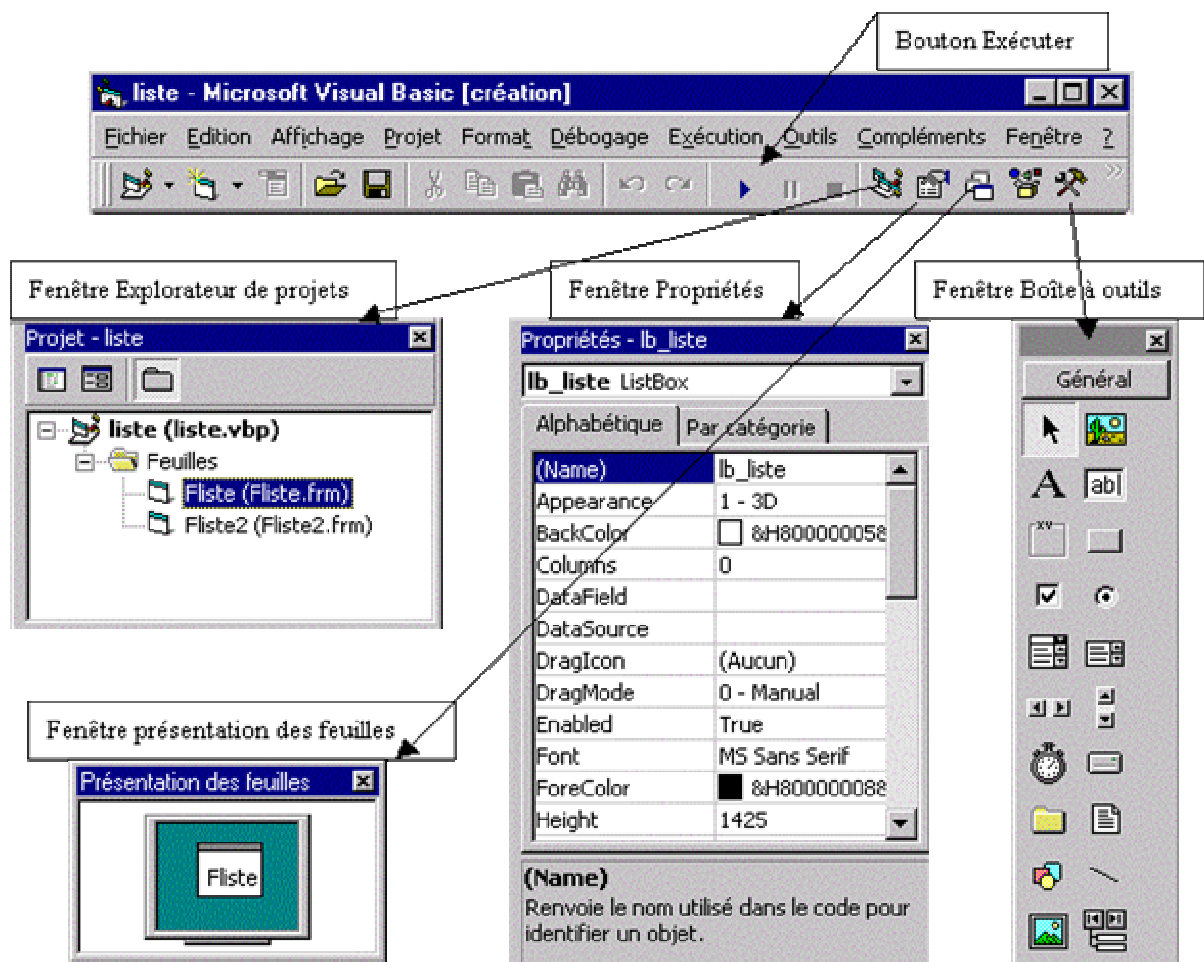 Bouton Exécuter
liste - Microsoft Visual Basic [création]
Fichier Edition Affichage Projet Format Débogage Exécution Outils Compléments Fenêtre ?
Fenêtre Explorateur de projets
Fenêtre Propriétés
Fenêtre Boîte à outils
Projet - liste
liste (liste.vbp)
Feuilles
Fliste (Fliste.frm)
Fliste2 (Fliste2.frm)
Propriétés - lb_liste
lb_liste ListBox
Alphabétique Par catégorie
(Name) lb_liste
Appearance 1 - 3D
BackColor &H80000005&
Columns 0
DataField
DataSource
DragIcon (Aucun)
DragMode 0 - Manual
Enabled True
Font MS Sans Serif
ForeColor &H80000008&
Height 1425
(Name)
Renvoie le nom utilisé dans le code pour
identifier un objet.
Général
A ab|
XY
Fenêtre présentation des feuilles
Présentation des feuilles
Fliste